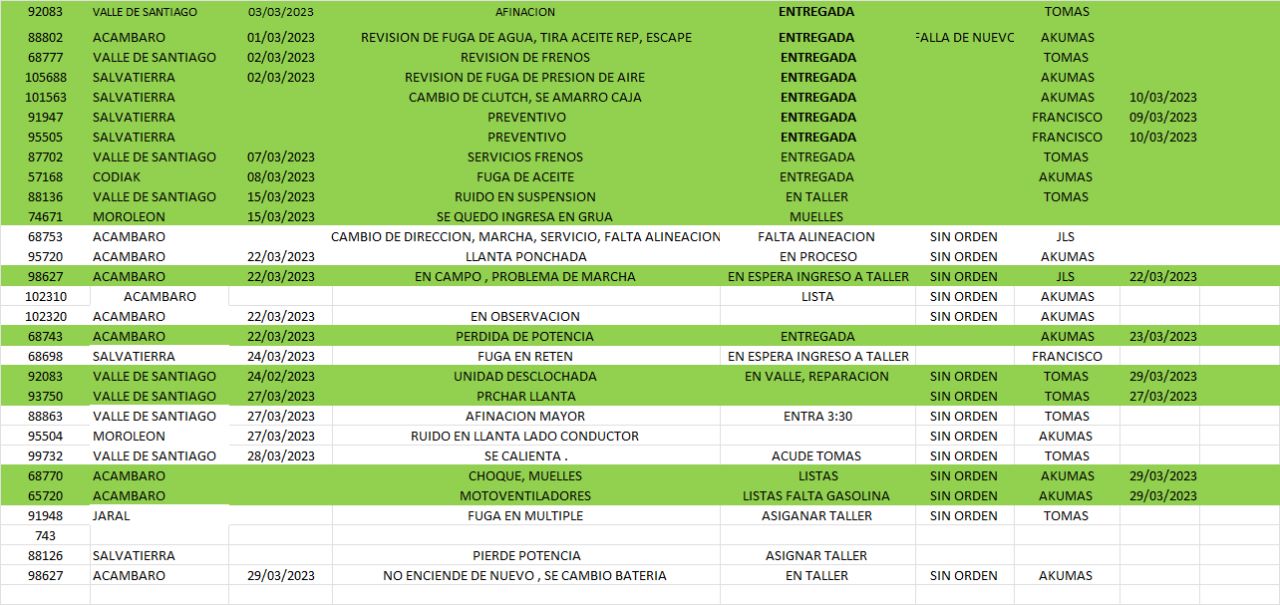 92083 VALLE DE SANTIAGO 03/03/2023 AFINACION ENTREGADA TOMAS
88802 ACAMBARO 01/03/2023 REVISION DE FUGA DE AGUA, TIRA ACEITE REP, ESCAPE ENTREGADA FALLA DE NUEVO AKUMAS
68777 VALLE DE SANTIAGO 02/03/2023 REVISION DE FRENOS ENTREGADA TOMAS
105688 SALVATIERRA 02/03/2023 REVISION DE FUGA DE PRESION DE AIRE ENTREGADA AKUMAS
101563 SALVATIERRA CAMBIO DE CLUTCH, SE AMARRO CAJA ENTREGADA AKUMAS 10/03/2023
91947 SALVATIERRA PREVENTIVO ENTREGADA FRANCISCO 09/03/2023
95505 SALVATIERRA PREVENTIVO ENTREGADA FRANCISCO 10/03/2023
87702 VALLE DE SANTIAGO 07/03/2023 SERVICIOS FRENOS ENTREGADA TOMAS
57168 CODIAK 08/03/2023 FUGA DE ACEITE ENTREGADA AKUMAS
88136 VALLE DE SANTIAGO 15/03/2023 RUIDO EN SUSPENSION EN TALLER TOMAS
74671 MOROLEON 15/03/2023 SE QUEDO INGRESA EN GRUA MUELLES
68753 ACAMBARO CAMBIO DE DIRECCION, MARCHA, SERVICIO, FALTA ALINEACION FALTA ALINEACION SIN ORDEN JLS
95720 ACAMBARO 22/03/2023 LLANTA PONCHADA EN PROCESO SIN ORDEN AKUMAS
98627 ACAMBARO 22/03/2023 EN CAMPO , PROBLEMA DE MARCHA EN ESPERA INGRESO A TALLER SIN ORDEN JLS 22/03/2023
102310 ACAMBARO LISTA SIN ORDEN AKUMAS
102320 ACAMBARO 22/03/2023 EN OBSERVACION SIN ORDEN AKUMAS
68743 ACAMBARO 22/03/2023 PERDIDA DE POTENCIA ENTREGADA AKUMAS 23/03/2023
68698 SALVATIERRA 24/03/2023 FUGA EN RETEN EN ESPERA INGRESO A TALLER FRANCISCO
92083 VALLE DE SANTIAGO 24/02/2023 UNIDAD DESCLOCHADA EN VALLE, REPARACION SIN ORDEN TOMAS 29/03/2023
93750 VALLE DE SANTIAGO 27/03/2023 PRCHAR LLANTA SIN ORDEN TOMAS 27/03/2023
88863 VALLE DE SANTIAGO 27/03/2023 AFINACION MAYOR ENTRA 3:30 SIN ORDEN TOMAS
95504 MOROLEON 27/03/2023 RUIDO EN LLANTA LADO CONDUCTOR SIN ORDEN AKUMAS
99732 VALLE DE SANTIAGO 28/03/2023 SE CALIENTA . ACUDE TOMAS SIN ORDEN TOMAS
68770 ACAMBARO CHOQUE, MUELLES LISTAS SIN ORDEN AKUMAS 29/03/2023
65720 ACAMBARO MOTOVENTILADORES LISTAS FALTA GASOLINA SIN ORDEN AKUMAS 29/03/2023
91948 JARAL FUGA EN MULTIPLE ASIGANAR TALLER SIN ORDEN TOMAS
743
88126 SALVATIERRA PIERDE POTENCIA ASIGNAR TALLER
98627 ACAMBARO 29/03/2023 NO ENCIENDE DE NUEVO , SE CAMBIO BATERIA EN TALLER SIN ORDEN AKUMAS